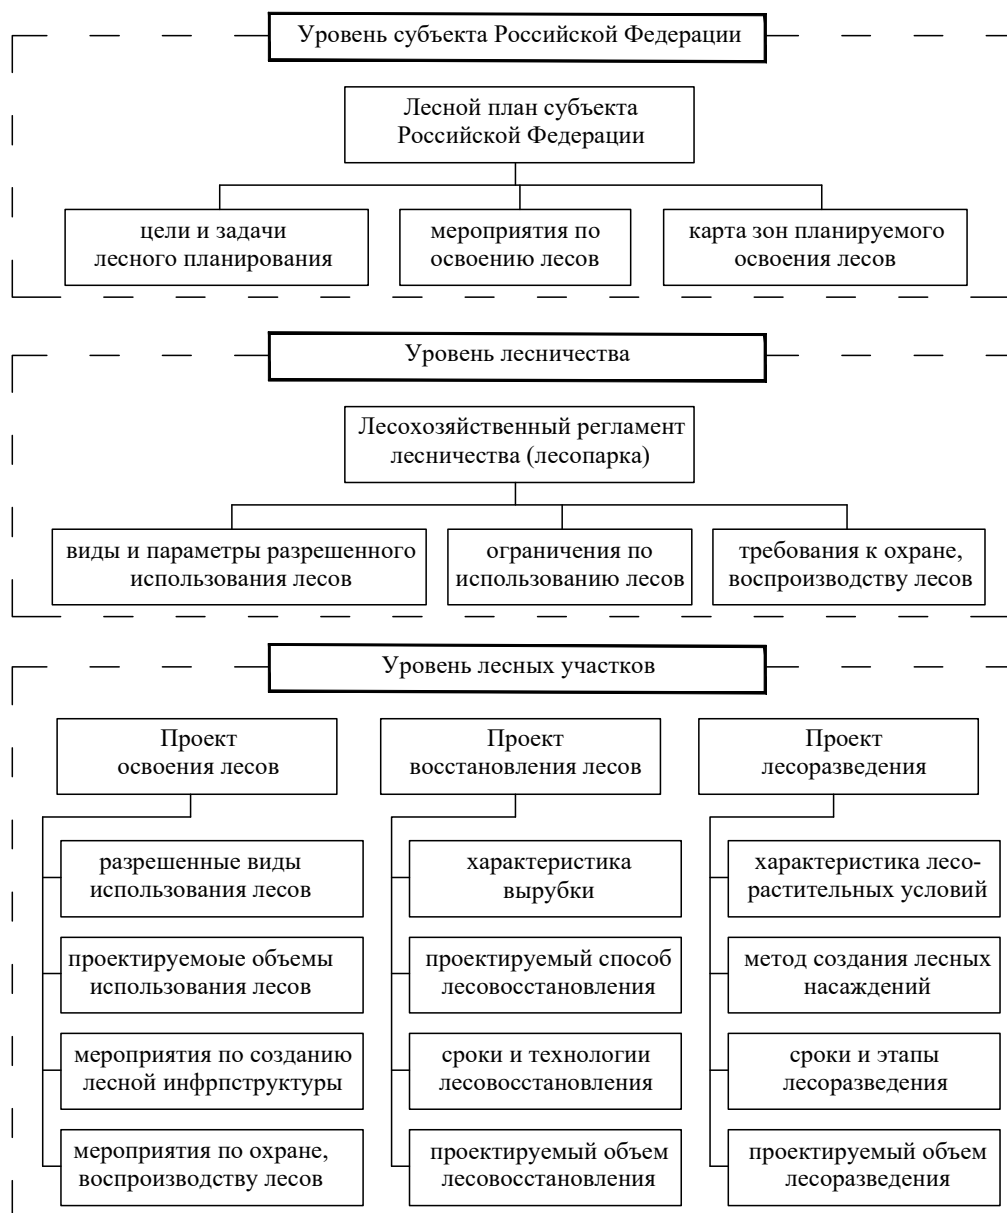 Уровень субъекта Российской Федерации
Лесной план субъекта
Российской Федерации
цели и задачи
лесного планирования
мероприятия по
освоению лесов
карта зон планируемого
освоения лесов
Уровень лесничества
Лесохозяйственный регламент
лесничества (лесопарка)
виды и параметры разрешенного
использования лесов
ограничения по
использованию лесов
требования к охране,
воспроизводству лесов
Уровень лесных участков
Проект
освоения лесов
разрешенные виды
использования лесов
проектируемоые объемы
использования лесов
мероприятия по созданию
лесной инфрпструктуры
мероприятия по охране,
воспроизводству лесов
Проект
восстановления лесов
характеристика
вырубки
проектируемый способ
лесовосстановления
сроки и технологии
лесовосстановления
проектируемый объем
лесовосстановления
Проект
лесоразведения
характеристика лесо-
растительных условий
метод создания лесных
насаждений
сроки и этапы
лесоразведения
проектируемый объем
лесоразведения